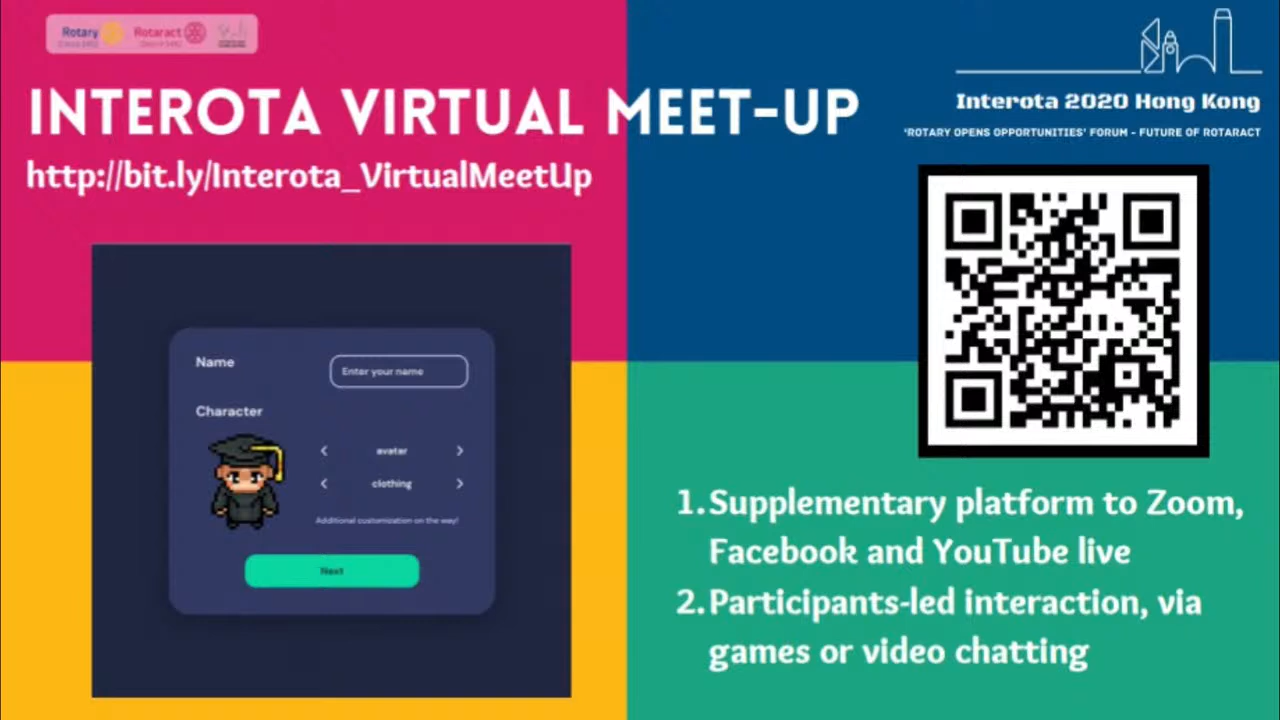 Rotary
Rotaract
INTEROTA VIRTUAL MEET-UP
http://bit.ly/Interota_VirtualMeetUp
Interota 2020 Hong Kong
'ROTARY OPENS OPPORTUNITIES' FORUM - FUTURE OF ROTARACT
Name
Enter your name
Character
avatar
clothing
Additional customization on the way!
Next
1. Supplementary platform to Zoom,
Facebook and YouTube live
2. Participants-led interaction, via
games or video chatting